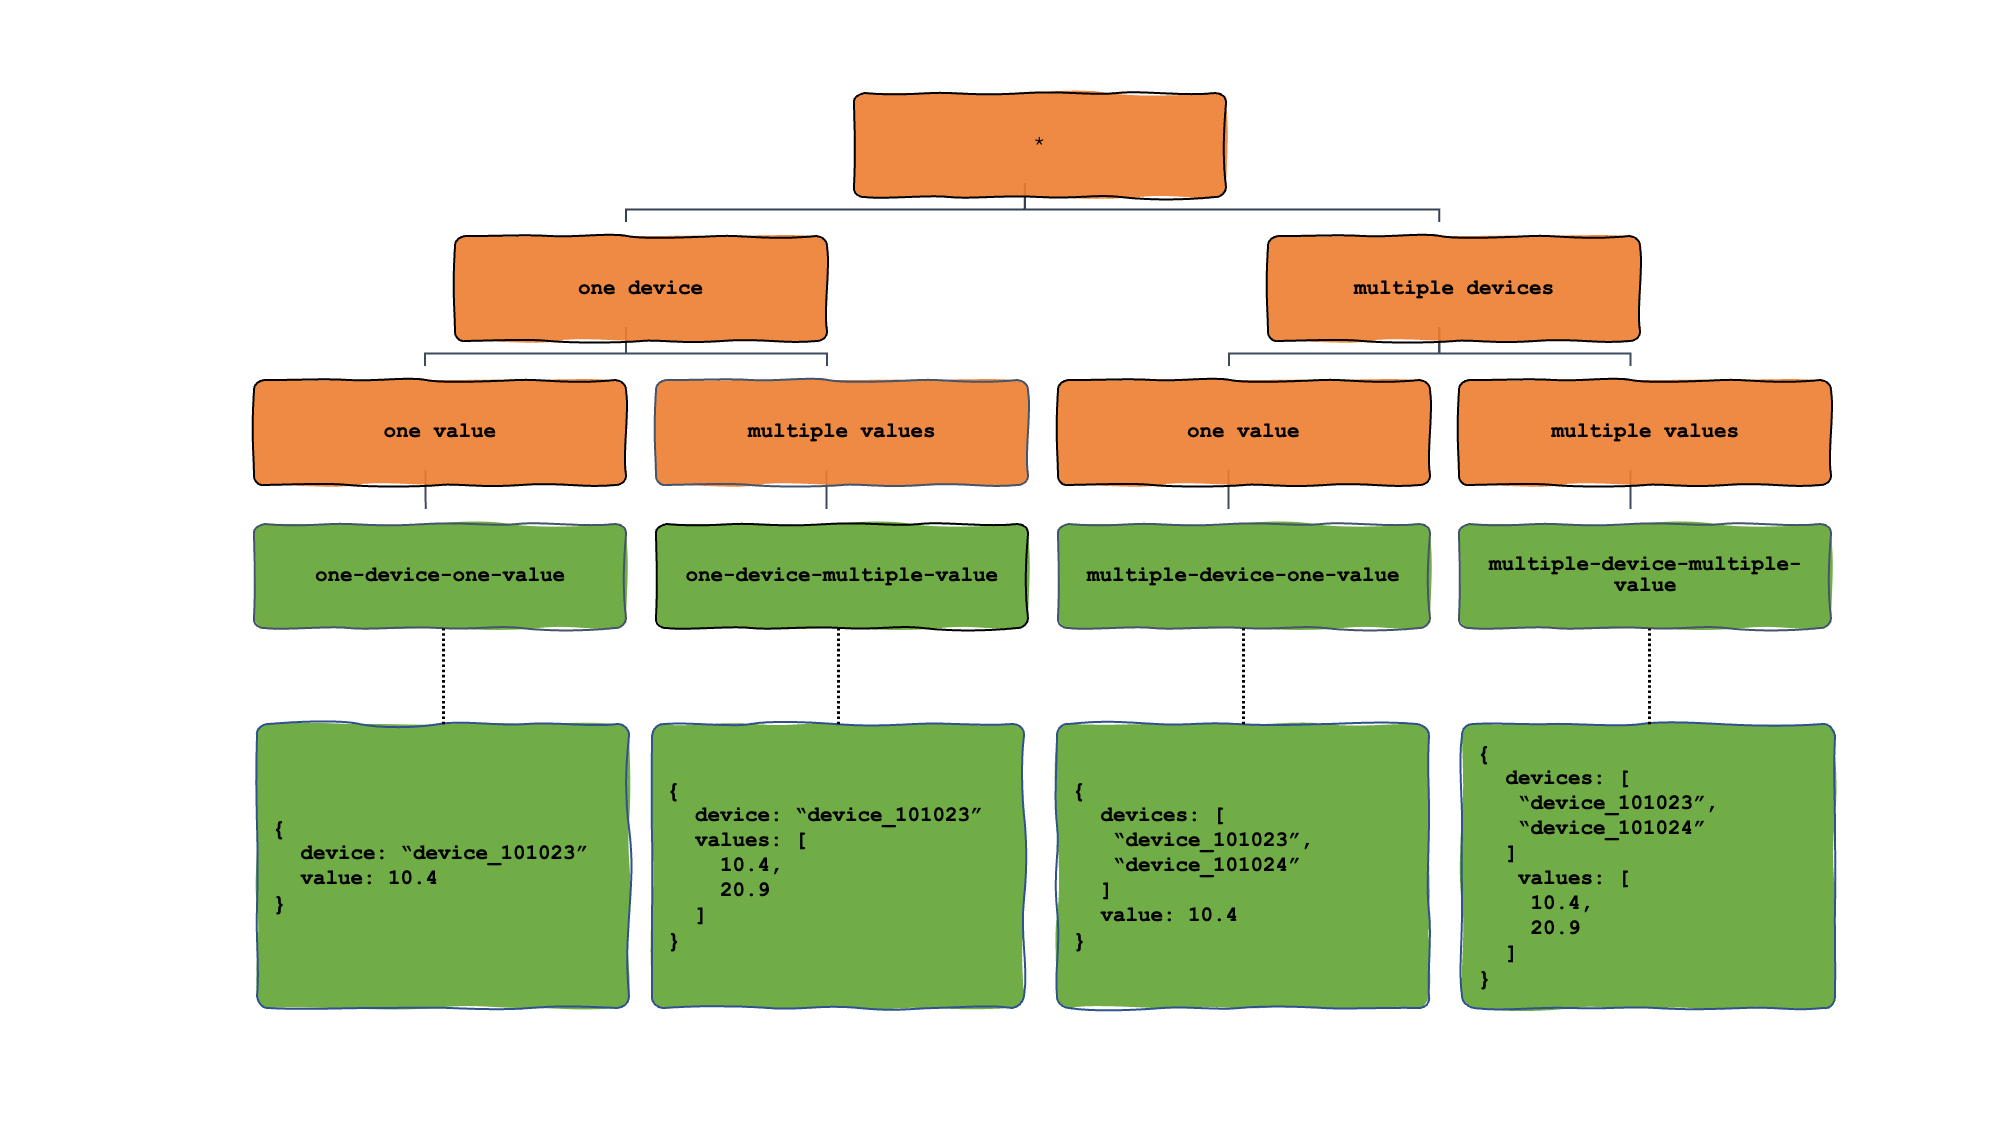 *
one device
multiple devices
one value
multiple values
one value
multiple values
one-device-one-value
one-device-multiple-value
multiple-device-one-value
multiple-device-multiple-
value
{
device: “device_101023”
value: 10.4
}
{
device: “device_101023”
values: [
10.4,
20.9
]
}
{
devices: [
“device_101023”,
“device_101024”
]
value: 10.4
}
{
devices: [
“device_101023”,
“device_101024”
]
values: [
10.4,
20.9
]
}